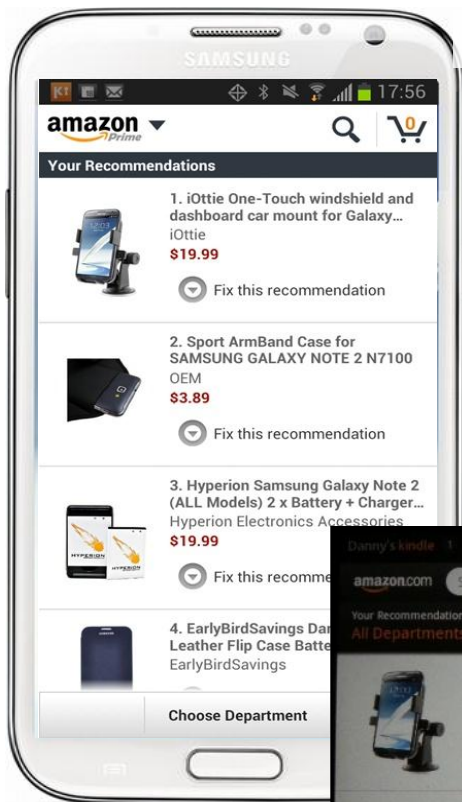 SAMSUNG
17:56
amazon
Prime
0
Your Recommendations
1. iOttie One-Touch windshield and
dashboard car mount for Galaxy...
iOttie
$19.99
Fix this recommendation
2. Sport ArmBand Case for
SAMSUNG GALAXY NOTE 2 N7100
OEM
$3.89
Fix this recommendation
3. Hyperion Samsung Galaxy Note 2
(ALL Models) 2 x Battery + Charger...
Hyperion Electronics Accessories
$19.99
HYPERION
HYPERION
Fix this recomme
4. EarlyBirdSavings Dar
Leather Flip Case Batte
EarlyBirdSavings
Choose Department
Danny's kindle 1
amazon.com
S
Your Recommendation
All Departments